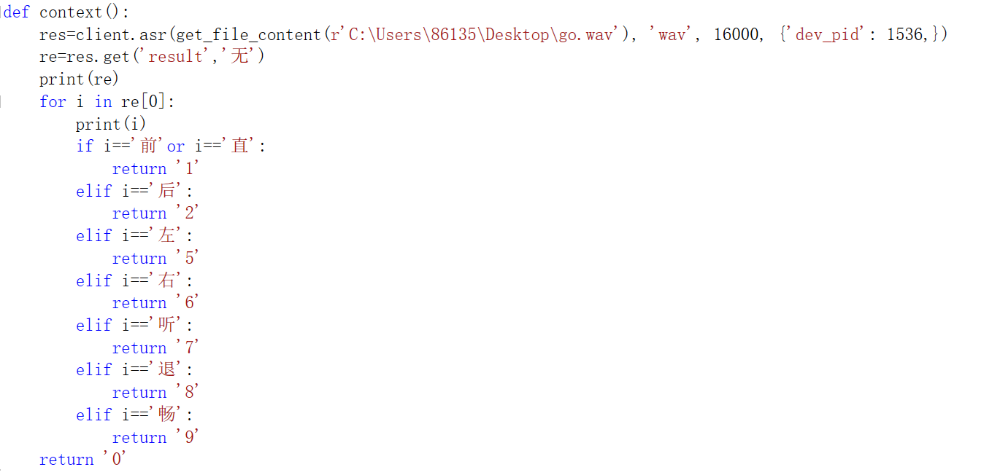 def context():
    res=client.asr(get_file_content(r'C:\Users\86135\Desktop\go.wav'), 'wav', 16000, {'dev_pid': 1536,})
    re=res.get('result','无')
    print(re)
    for i in re[0]:
        print(i)
        if i=='前'or i=='直':
            return '1'
        elif i=='后':
            return '2'
        elif i=='左':
            return '5'
        elif i=='右':
            return '6'
        elif i=='听':
            return '7'
        elif i=='退':
            return '8'
        elif i=='畅':
            return '9'
    return '0'